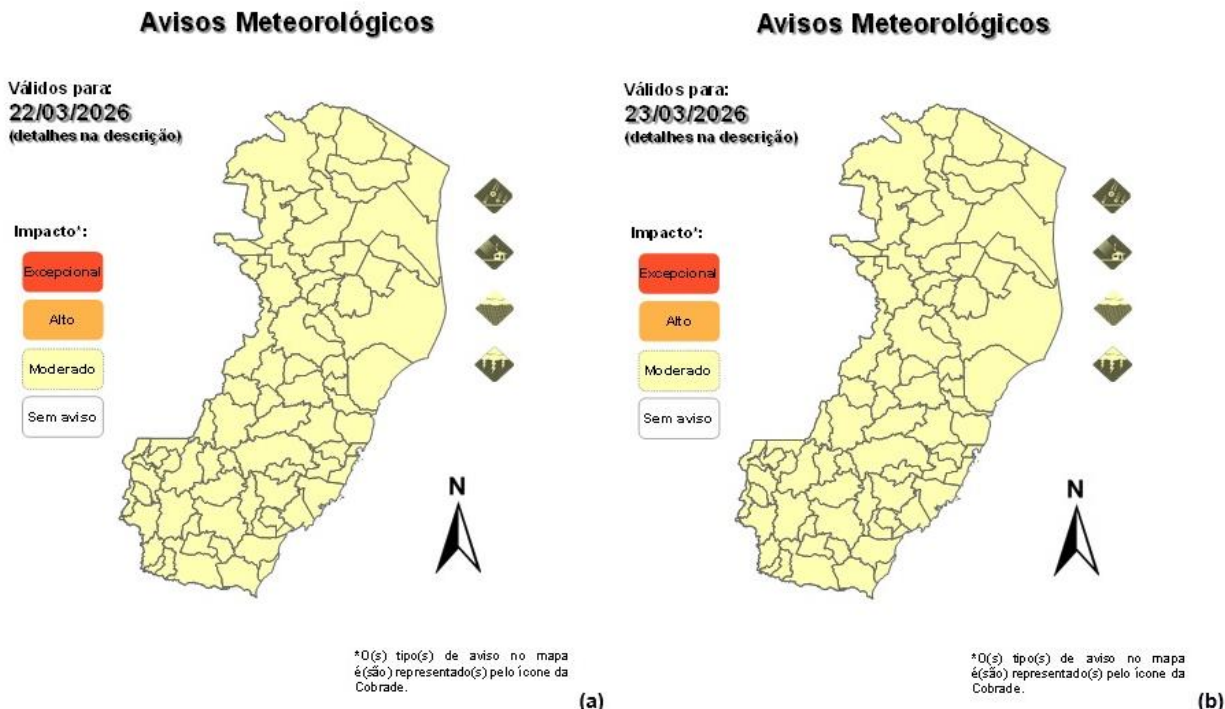 Avisos Meteorológicos
Válidos para:
22/03/2026
(detalhes na descrição)
Impacto*:
Excepcional
Alto
Moderado
Sem aviso
N
*O(s) tipo(s) de aviso no mapa
é(são) representado(s) pelo ícone da
Cobrade.
(a)
Avisos Meteorológicos
Válidos para:
23/03/2026
(detalhes na descrição)
Impacto*:
Excepcional
Alto
Moderado
Sem aviso
N
*O(s) tipo(s) de aviso no mapa
é(são) representado(s) pelo ícone da
Cobrade.
(b)